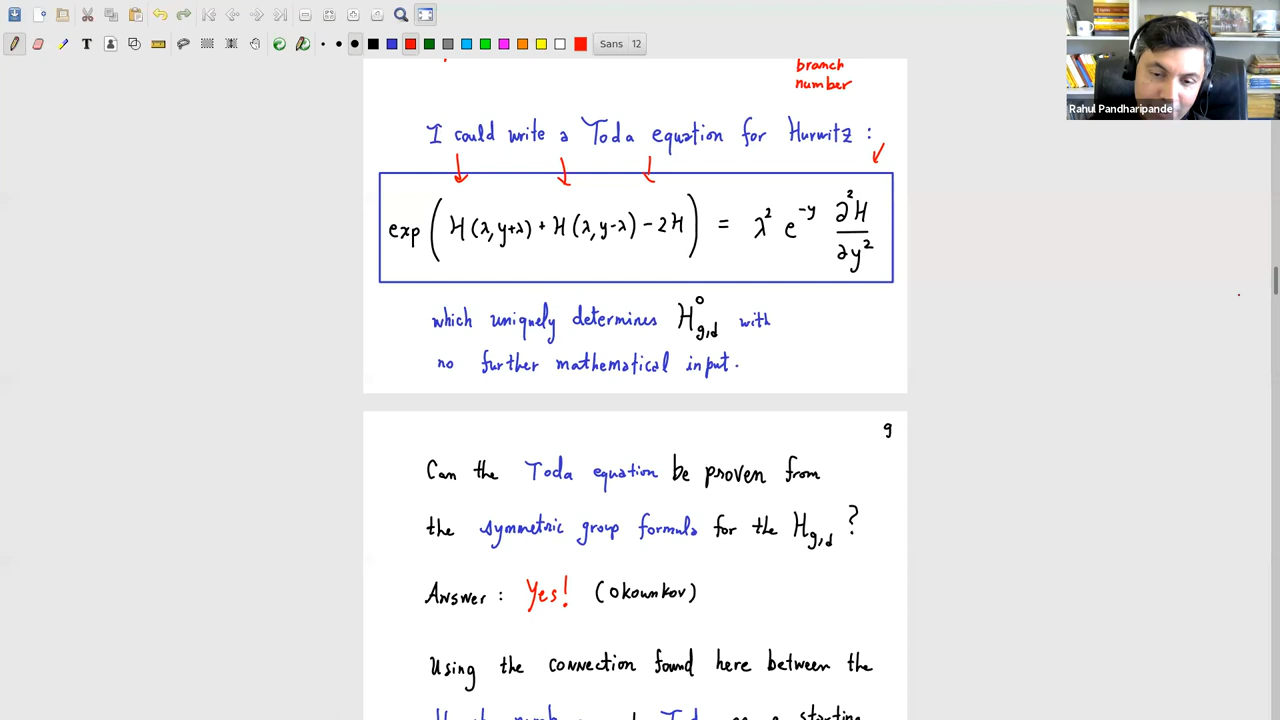 Sans 12
Rahul Pandharipande
branch
number
I could write a Toda equation for Hurwitz :
exp ( H(λ, y+λ) + H(λ, y-λ) - 2H ) = λ² e^{-y} ∂²H/∂y²
which uniquely determines H⁰_{g,d} with
no further mathematical input.
9
Can the Toda equation be proven from
the symmetric group formula for the H_{g,d} ?
Answer : Yes! (Okounkov)
Using the connection found here between the